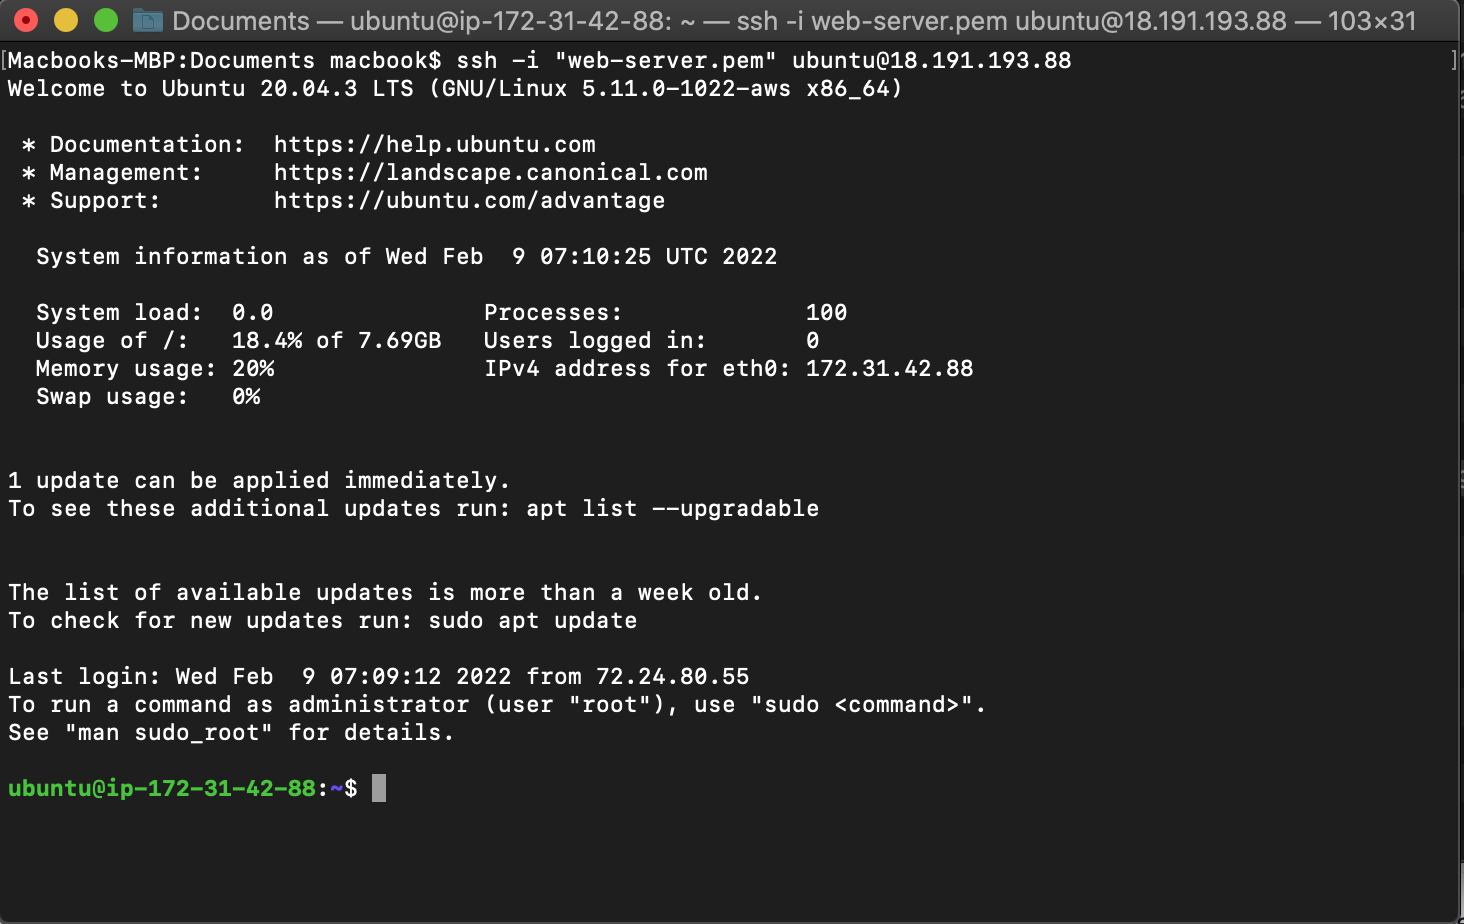 Documents — ubuntu@ip-172-31-42-88: ~ — ssh -i web-server.pem ubuntu@18.191.193.88 — 103×31
[Macbooks-MBP:Documents macbook$ ssh -i "web-server.pem" ubuntu@18.191.193.88 ]
Welcome to Ubuntu 20.04.3 LTS (GNU/Linux 5.11.0-1022-aws x86_64)
* Documentation:  https://help.ubuntu.com
* Management:     https://landscape.canonical.com
* Support:        https://ubuntu.com/advantage
System information as of Wed Feb  9 07:10:25 UTC 2022
System load:  0.0               Processes:             100
Usage of /:   18.4% of 7.69GB   Users logged in:       0
Memory usage: 20%               IPv4 address for eth0: 172.31.42.88
Swap usage:   0%
1 update can be applied immediately.
To see these additional updates run: apt list --upgradable
The list of available updates is more than a week old.
To check for new updates run: sudo apt update
Last login: Wed Feb  9 07:09:12 2022 from 72.24.80.55
To run a command as administrator (user "root"), use "sudo <command>".
See "man sudo_root" for details.
ubuntu@ip-172-31-42-88:~$